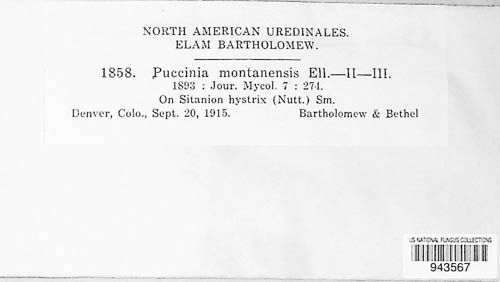 NORTH AMERICAN UREDINALES.
ELAM BARTHOLOMEW.
1858. Puccinia montanensis Ell.—II—III.
1893 : Jour. Mycol. 7 : 274.
On Sitanion hystrix (Nutt.) Sm.
Denver, Colo., Sept. 20, 1915. Bartholomew & Bethel
US NATIONAL FUNGUS COLLECTIONS
943567